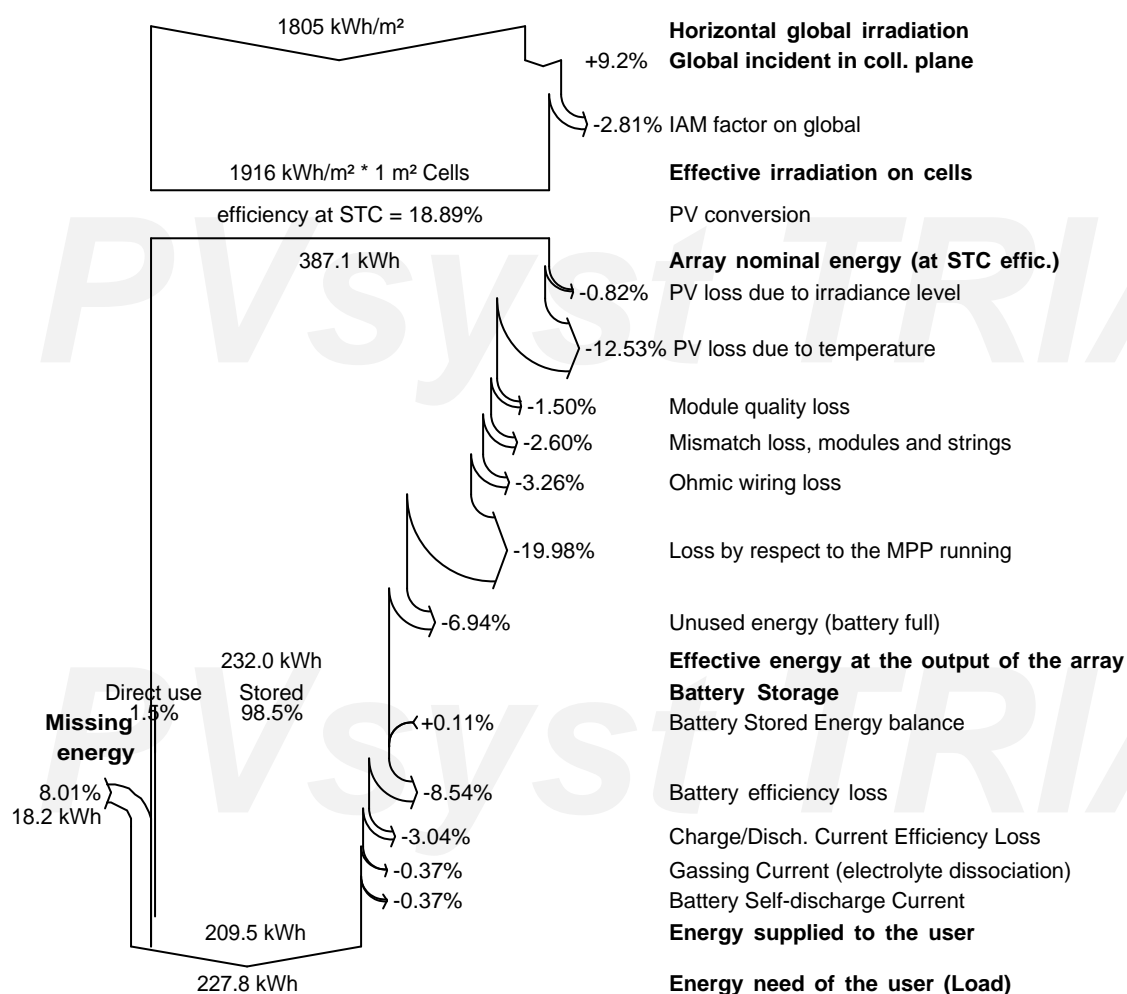 1805 kWh/m² Horizontal global irradiation
+9.2% Global incident in coll. plane
-2.81% IAM factor on global
1916 kWh/m² * 1 m² Cells Effective irradiation on cells
efficiency at STC = 18.89% PV conversion
387.1 kWh Array nominal energy (at STC effic.)
-0.82% PV loss due to irradiance level
PVsyst TRIA
-12.53% PV loss due to temperature
-1.50% Module quality loss
-2.60% Mismatch loss, modules and strings
-3.26% Ohmic wiring loss
-19.98% Loss by respect to the MPP running
-6.94% Unused energy (battery full)
232.0 kWh Effective energy at the output of the array
Direct use Stored Battery Storage
1.5% 98.5%
Missing +0.11% Battery Stored Energy balance
energy
PVsyst TRIA
8.01% -8.54% Battery efficiency loss
18.2 kWh
-3.04% Charge/Disch. Current Efficiency Loss
-0.37% Gassing Current (electrolyte dissociation)
-0.37% Battery Self-discharge Current
209.5 kWh Energy supplied to the user
227.8 kWh Energy need of the user (Load)